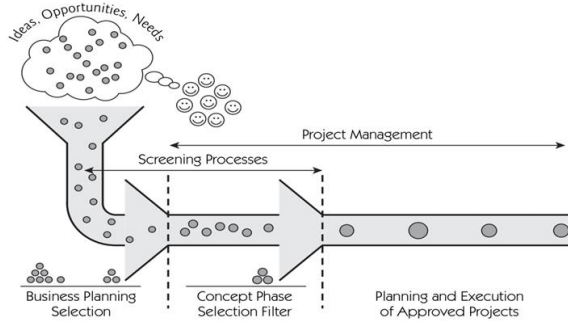 Ideas, Opportunities, Needs
Project Management
Screening Processes
Business Planning
Selection
Concept Phase
Selection Filter
Planning and Execution
of Approved Projects